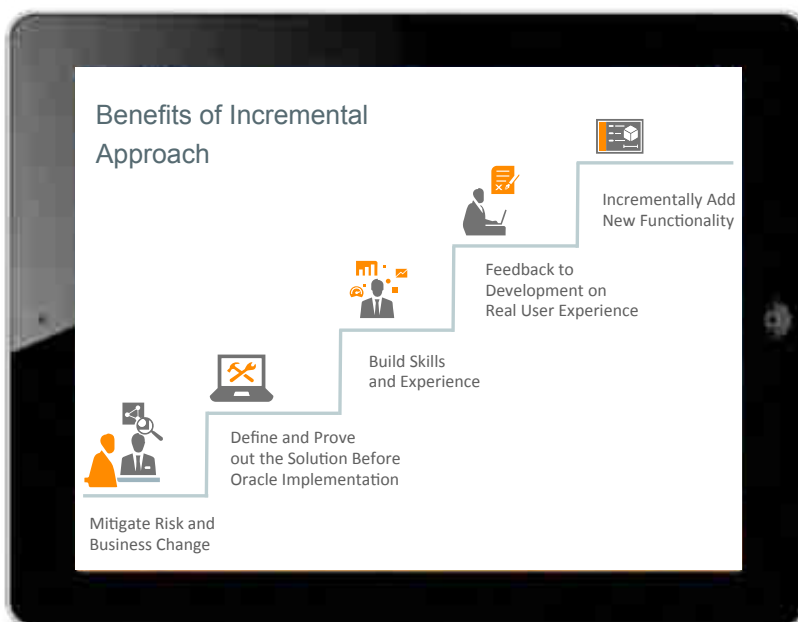 Benefits of Incremental
Approach
Incrementally Add
New Functionality
Feedback to
Development on
Real User Experience
Build Skills
and Experience
Define and Prove
out the Solution Before
Oracle Implementation
Mitigate Risk and
Business Change